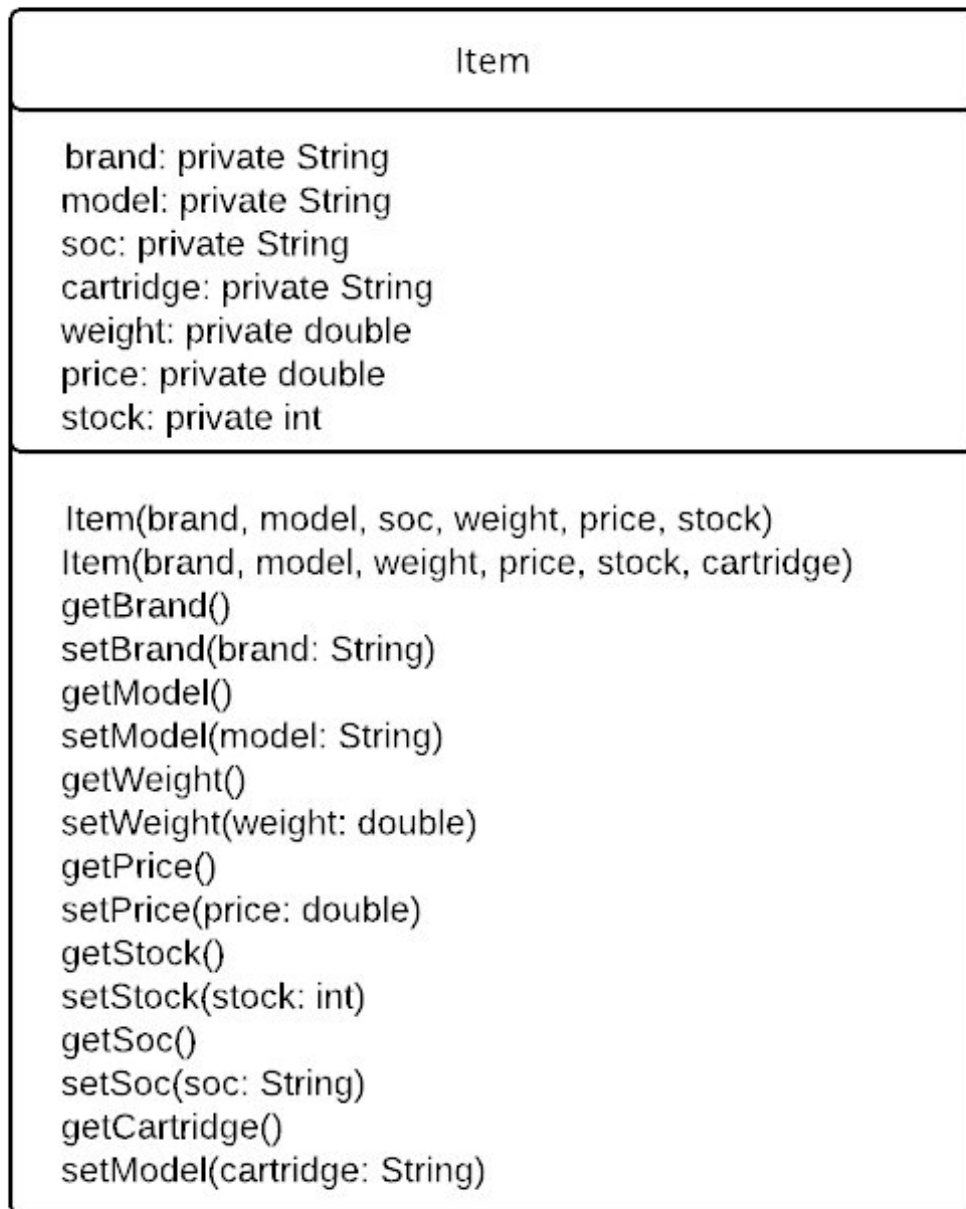 Item
brand: private String
model: private String
soc: private String
cartridge: private String
weight: private double
price: private double
stock: private int
Item(brand, model, soc, weight, price, stock)
Item(brand, model, weight, price, stock, cartridge)
getBrand()
setBrand(brand: String)
getModel()
setModel(model: String)
getWeight()
setWeight(weight: double)
getPrice()
setPrice(price: double)
getStock()
setStock(stock: int)
getSoc()
setSoc(soc: String)
getCartridge()
setModel(cartridge: String)